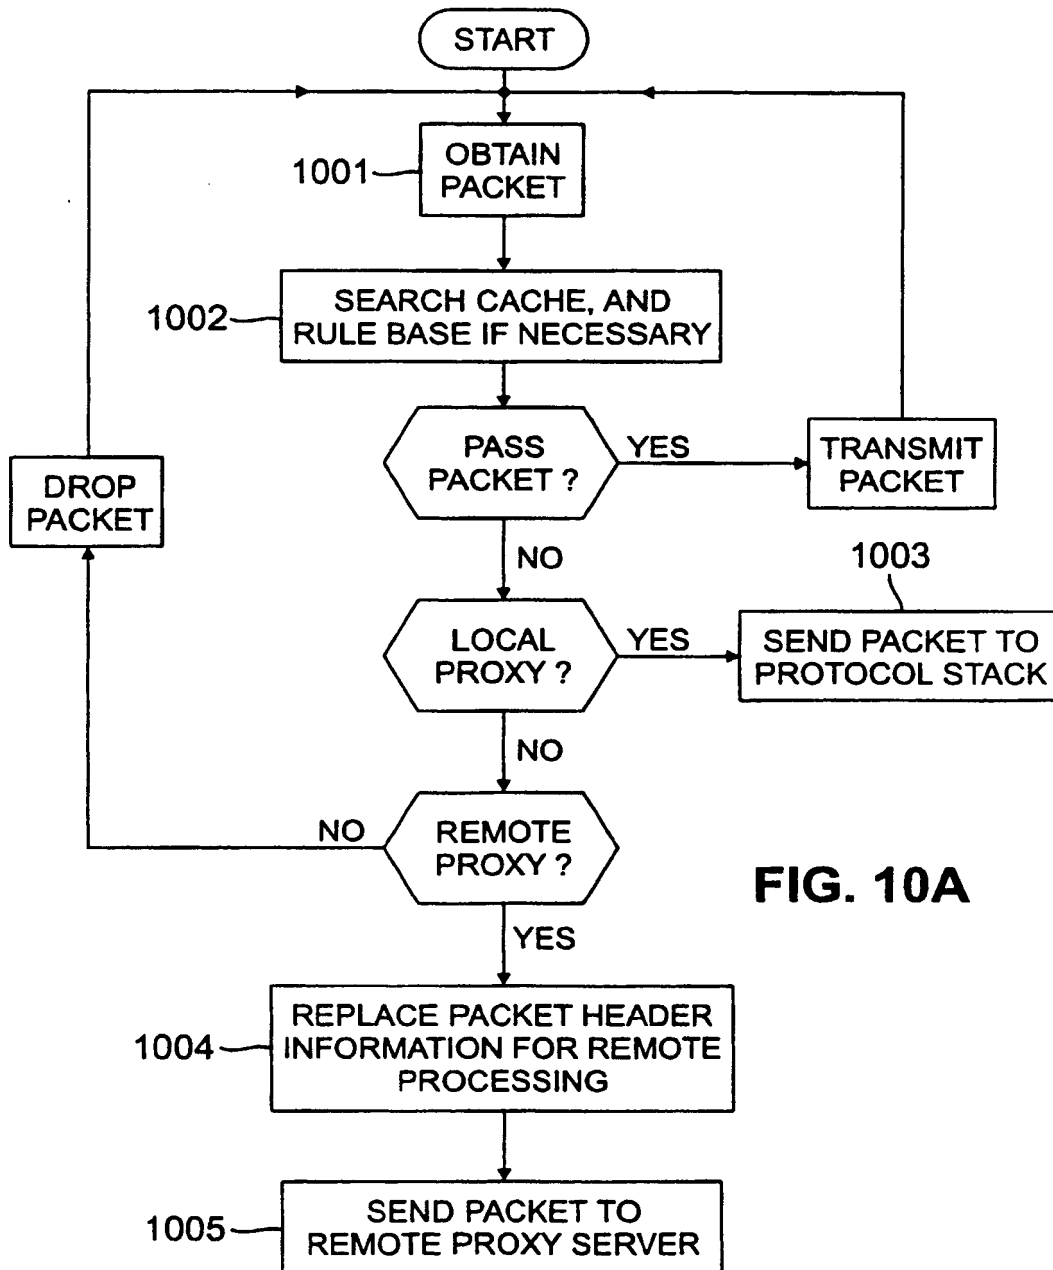 START
1001
OBTAIN
PACKET
1002
SEARCH CACHE, AND
RULE BASE IF NECESSARY
PASS
PACKET ?
YES
TRANSMIT
PACKET
DROP
PACKET
NO
1003
LOCAL
PROXY ?
YES
SEND PACKET TO
PROTOCOL STACK
NO
NO
REMOTE
PROXY ?
FIG. 10A
YES
1004
REPLACE PACKET HEADER
INFORMATION FOR REMOTE
PROCESSING
1005
SEND PACKET TO
REMOTE PROXY SERVER